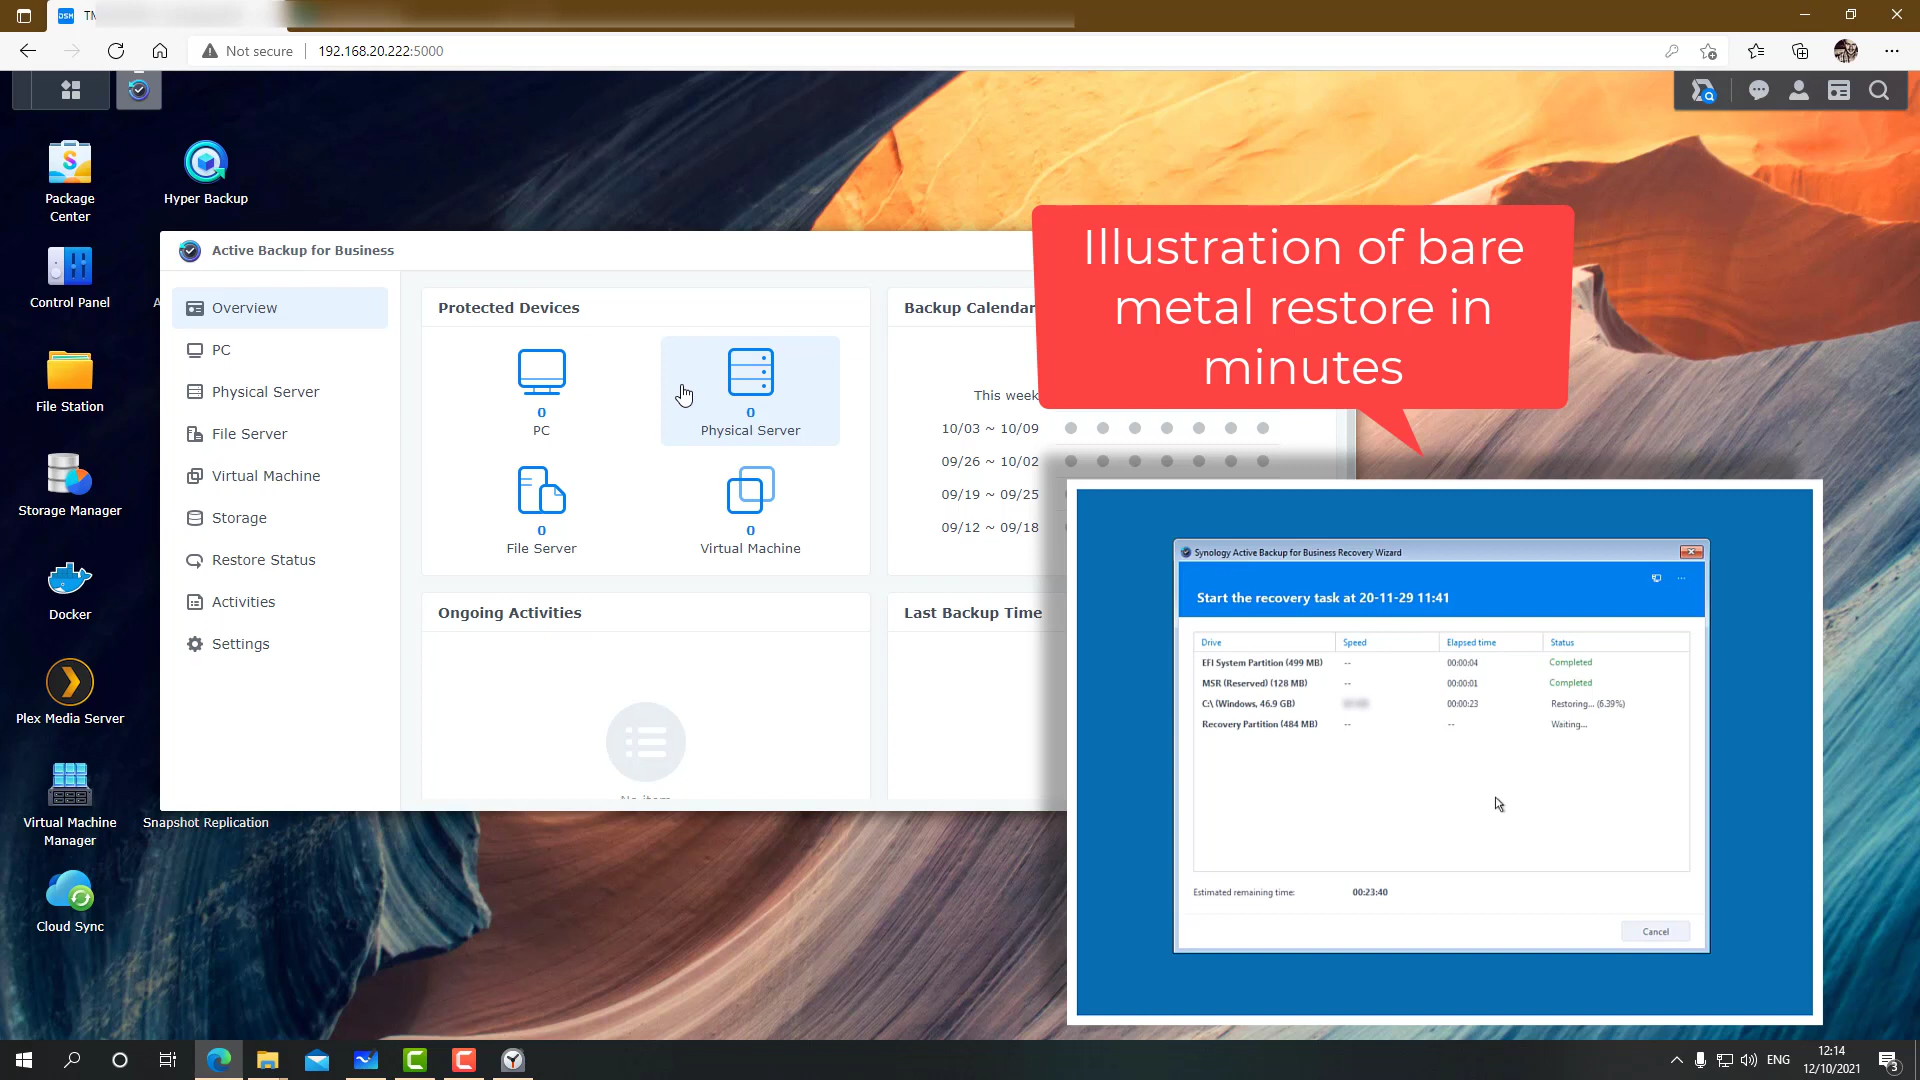 TM
Not secure
192.168.20.222:5000
Package
Center
Hyper Backup
Control Panel
A
File Station
Storage Manager
Docker
Plex Media Server
Virtual Machine
Manager
Snapshot Replication
Cloud Sync
Active Backup for Business
Overview
PC
Physical Server
File Server
Virtual Machine
Storage
Restore Status
Activities
Settings
Protected Devices
0
PC
0
Physical Server
0
File Server
0
Virtual Machine
Ongoing Activities
No item
Backup Calendar
This week
10/03 ~ 10/09
09/26 ~ 10/02
09/19 ~ 09/25
09/12 ~ 09/18
Last Backup Time
Illustration of bare
metal restore in
minutes
Synology Active Backup for Business Recovery Wizard
Start the recovery task at 20-11-29 11:41
Drive Speed Elapsed time Status
EFI System Partition (499 MB) -- 00:00:04 Completed
MSR (Reserved) (128 MB) -- 00:00:01 Completed
C:\ (Windows, 46.9 GB) 00:00:23 Restoring... (6.39%)
Recovery Partition (484 MB) -- -- Waiting...
Estimated remaining time: 00:23:40
Cancel
ENG
12:14
12/10/2021
3